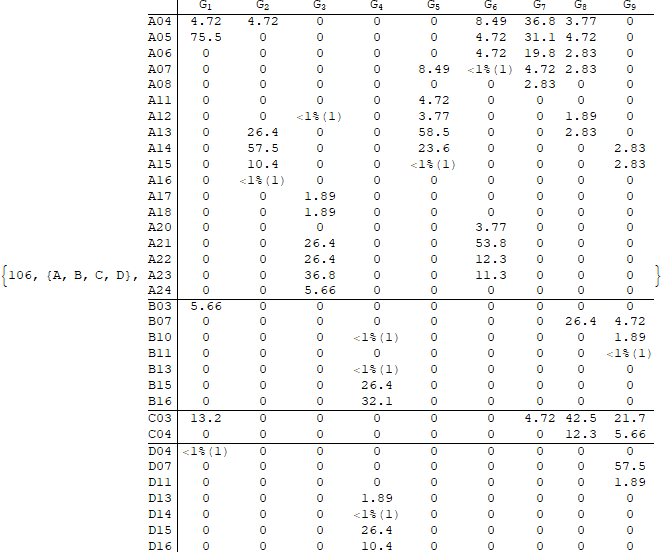 G₁ G₂ G₃ G₄ G₅ G₆ G₇ G₈ G₉
A04 4.72 4.72 0 0 0 8.49 36.8 3.77 0
A05 75.5 0 0 0 0 4.72 31.1 4.72 0
A06 0 0 0 0 0 4.72 19.8 2.83 0
A07 0 0 0 0 8.49 <1%(1) 4.72 2.83 0
A08 0 0 0 0 0 0 2.83 0 0
A11 0 0 0 0 4.72 0 0 0 0
A12 0 0 <1%(1) 0 3.77 0 0 1.89 0
A13 0 26.4 0 0 58.5 0 0 2.83 0
A14 0 57.5 0 0 23.6 0 0 0 2.83
A15 0 10.4 0 0 <1%(1) 0 0 0 2.83
A16 0 <1%(1) 0 0 0 0 0 0 0
A17 0 0 1.89 0 0 0 0 0 0
A18 0 0 1.89 0 0 0 0 0 0
A20 0 0 0 0 0 3.77 0 0 0
A21 0 0 26.4 0 0 53.8 0 0 0
A22 0 0 26.4 0 0 12.3 0 0 0
{106, {A, B, C, D}, A23 0 0 36.8 0 0 11.3 0 0 0 }
A24 0 0 5.66 0 0 0 0 0 0
B03 5.66 0 0 0 0 0 0 0 0
B07 0 0 0 0 0 0 0 26.4 4.72
B10 0 0 0 <1%(1) 0 0 0 0 1.89
B11 0 0 0 0 0 0 0 0 <1%(1)
B13 0 0 0 <1%(1) 0 0 0 0 0
B15 0 0 0 26.4 0 0 0 0 0
B16 0 0 0 32.1 0 0 0 0 0
C03 13.2 0 0 0 0 0 4.72 42.5 21.7
C04 0 0 0 0 0 0 0 12.3 5.66
D04 <1%(1) 0 0 0 0 0 0 0 0
D07 0 0 0 0 0 0 0 0 57.5
D11 0 0 0 0 0 0 0 0 1.89
D13 0 0 0 1.89 0 0 0 0 0
D14 0 0 0 <1%(1) 0 0 0 0 0
D15 0 0 0 26.4 0 0 0 0 0
D16 0 0 0 10.4 0 0 0 0 0